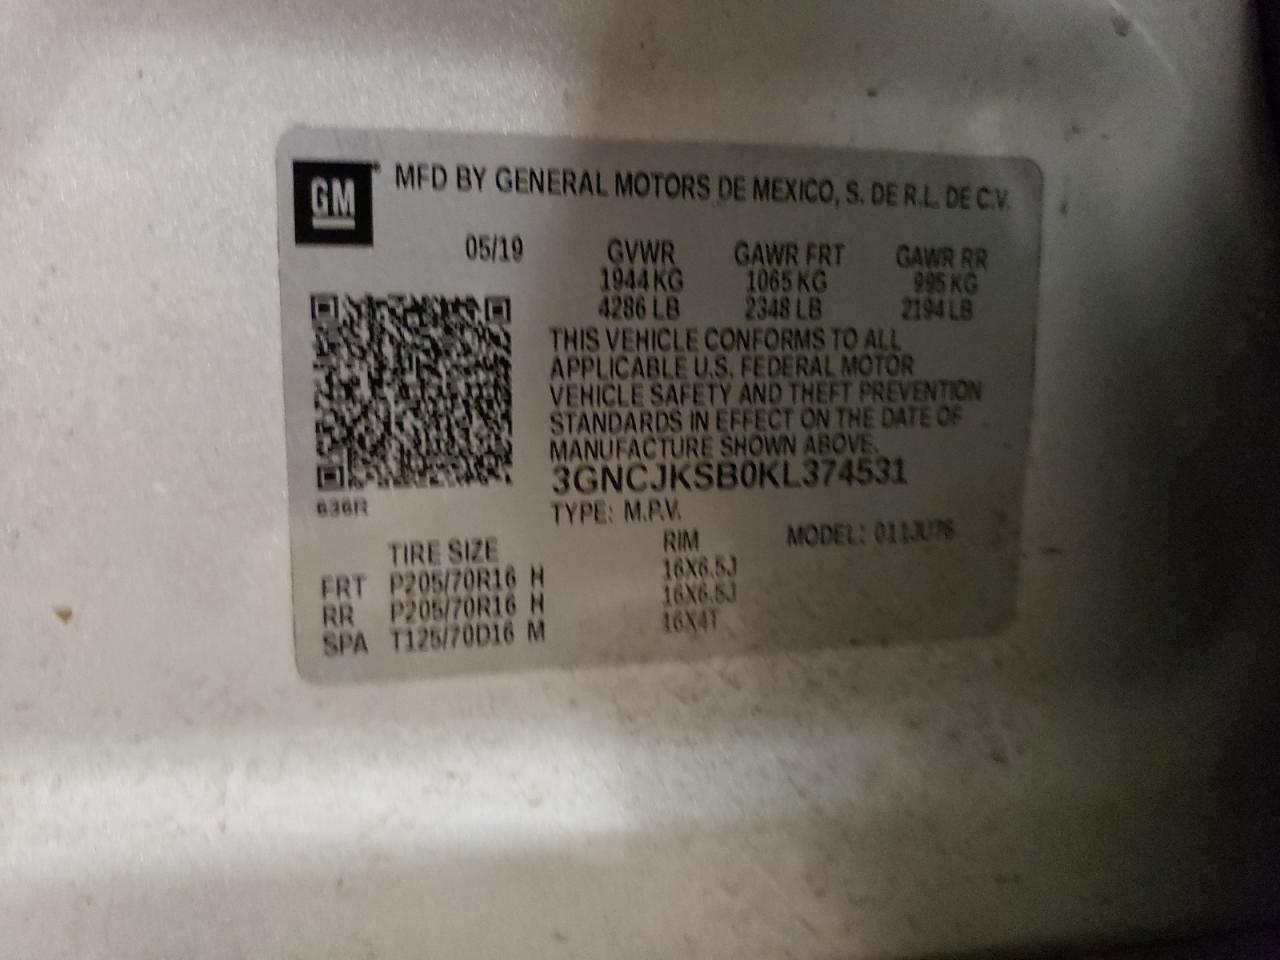 GM
MFD BY GENERAL MOTORS DE MEXICO, S. DE R.L. DE C.V.
05/19 GVWR GAWR FRT GAWR RR
1944 KG 1065 KG 995 KG
4286 LB 2348 LB 2194 LB
THIS VEHICLE CONFORMS TO ALL
APPLICABLE U.S. FEDERAL MOTOR
VEHICLE SAFETY AND THEFT PREVENTION
STANDARDS IN EFFECT ON THE DATE OF
MANUFACTURE SHOWN ABOVE.
3GNCJKSB0KL374531
636R
TYPE: M.P.V.
MODEL: 011JU76
TIRE SIZE RIM
FRT P205/70R16 H 16X6.5J
RR P205/70R16 H 16X6.5J
SPA T125/70D16 M 16X4T